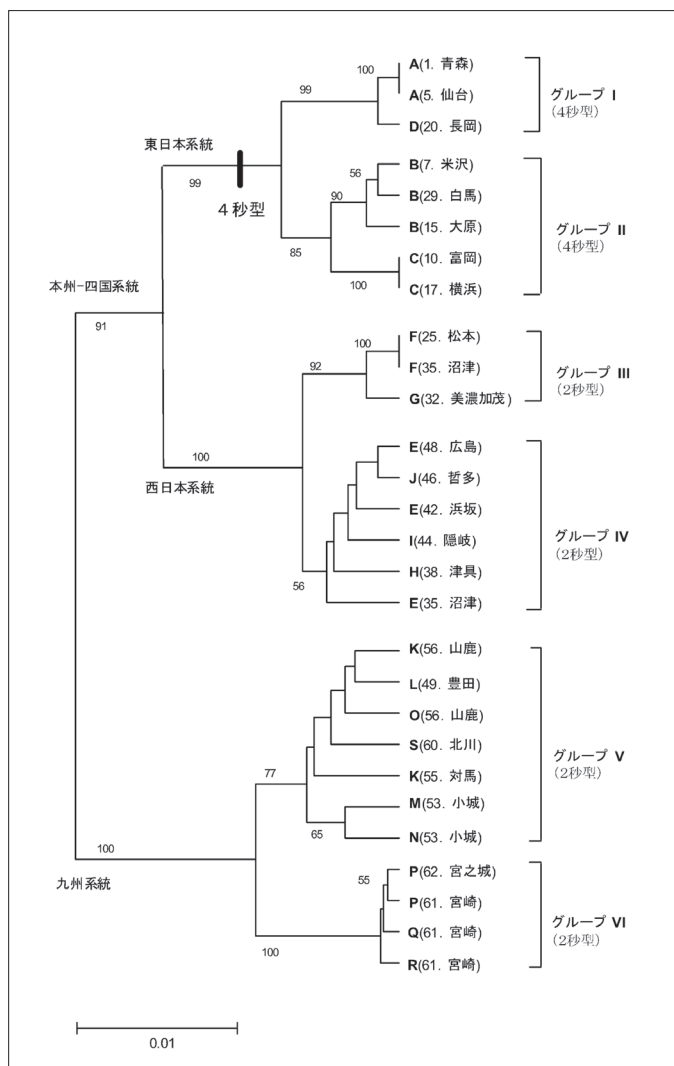 100
A(1. 青森)
A(5. 仙台)
99
D(20. 長岡)
グループ I
(4秒型)
東日本系統
99
4秒型
56
B(7. 米沢)
90
B(29. 白馬)
B(15. 大原)
85
C(10. 富岡)
100
C(17. 横浜)
グループ II
(4秒型)
本州-四国系統
91
100
F(25. 松本)
92
F(35. 沼津)
G(32. 美濃加茂)
グループ III
(2秒型)
100
西日本系統
E(48. 広島)
J(46. 哲多)
E(42. 浜坂)
I(44. 隠岐)
H(38. 津具)
56
E(35. 沼津)
グループ IV
(2秒型)
K(56. 山鹿)
L(49. 豊田)
O(56. 山鹿)
S(60. 北川)
77
K(55. 対馬)
M(53. 小城)
65
N(53. 小城)
グループ V
(2秒型)
100
九州系統
55
P(62. 宮之城)
P(61. 宮崎)
Q(61. 宮崎)
100
R(61. 宮崎)
グループ VI
(2秒型)
0.01